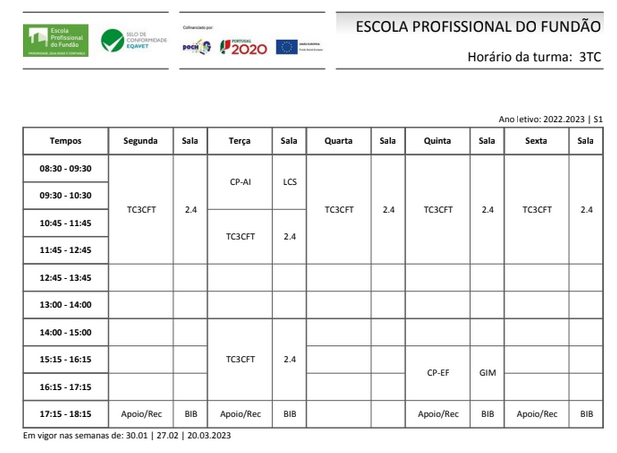 Escola
Profissional
do Fundão
SELO DE
CONFORMIDADE
EQAVET
Cofinanciado por:
POCH
PORTUGAL
2020
UNIÃO EUROPEIA
Fundo Social Europeu
ESCOLA PROFISSIONAL DO FUNDÃO
Horário da turma: 3TC
Ano letivo: 2022.2023 | S1
Tempos Segunda Sala Terça Sala Quarta Sala Quinta Sala Sexta Sala
08:30 - 09:30
CP-AI LCS
09:30 - 10:30
TC3CFT 2.4 TC3CFT 2.4 TC3CFT 2.4 TC3CFT 2.4
10:45 - 11:45
TC3CFT 2.4
11:45 - 12:45
12:45 - 13:45
13:00 - 14:00
14:00 - 15:00
15:15 - 16:15 TC3CFT 2.4
CP-EF GIM
16:15 - 17:15
17:15 - 18:15 Apoio/Rec BIB Apoio/Rec BIB Apoio/Rec BIB Apoio/Rec BIB
Em vigor nas semanas de: 30.01 | 27.02 | 20.03.2023